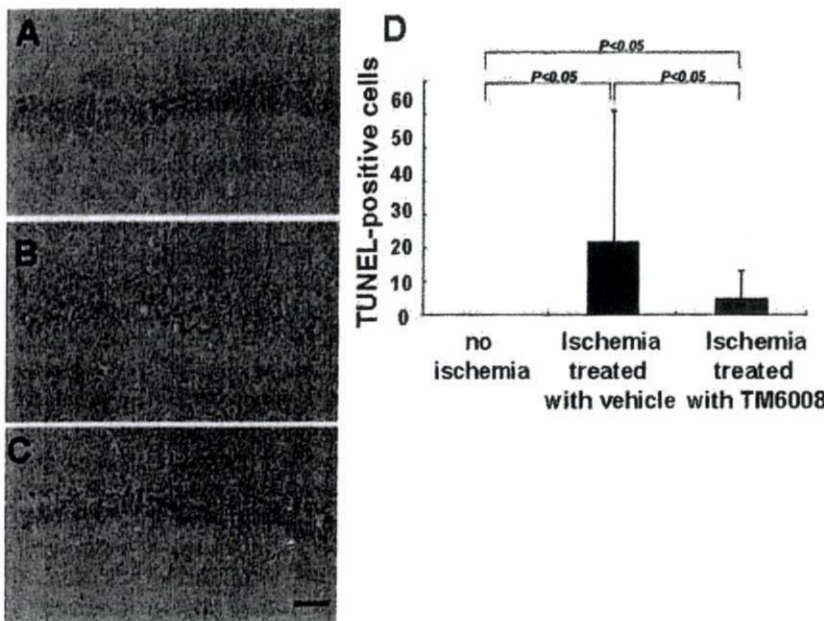 A
B
C
D
P<0.05
P<0.05
P<0.05
TUNEL-positive cells
60
50
40
30
20
10
0
no
ischemia
Ischemia
treated
with vehicle
Ischemia
treated
with TM6008